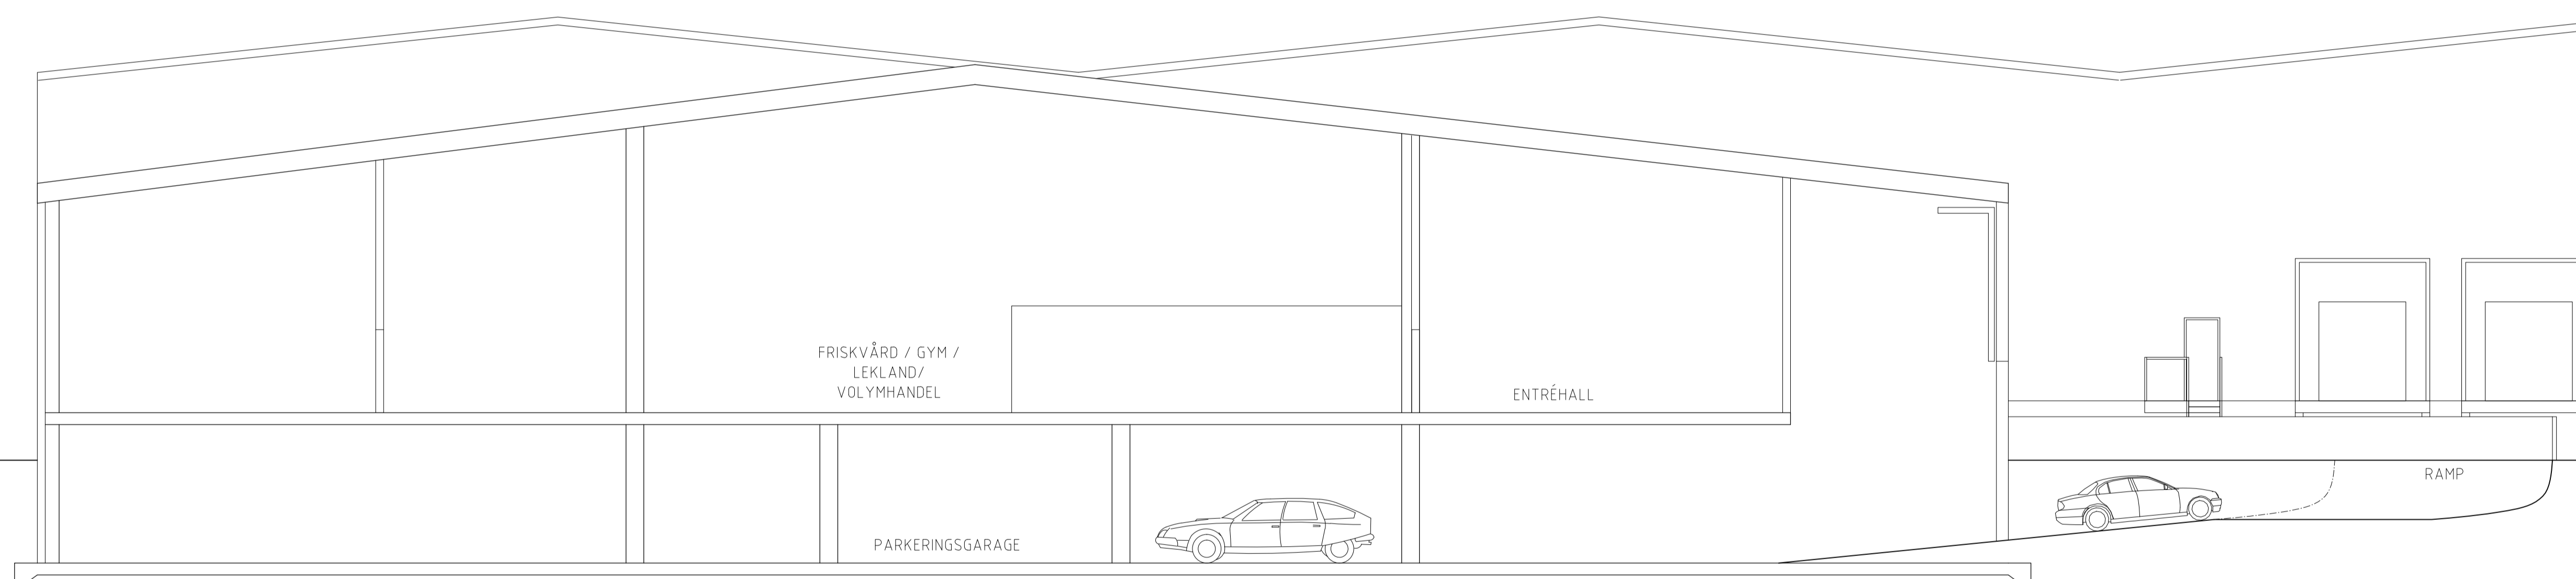 FRISKVÅRD / GYM /
LEKLAND/
VOLYMHANDEL
ENTRÉHALL
RAMP
PARKERINGSGARAGE